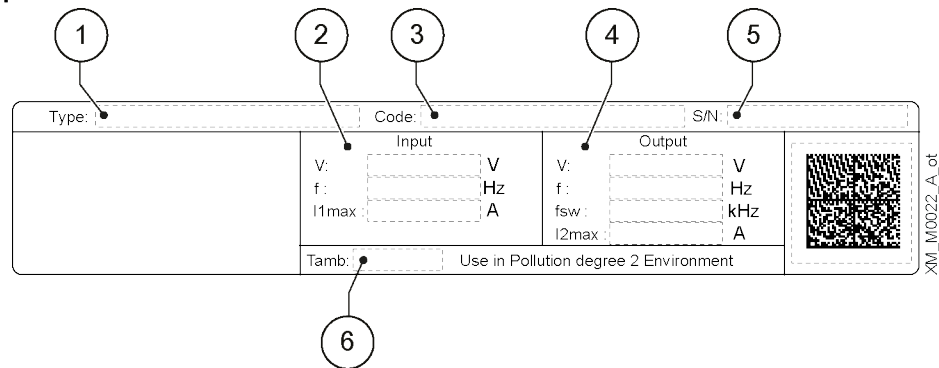 1 2 3 4 5
Type: Code: S/N:
Input
V: V
f : Hz
I1max : A
Output
V: V
f : Hz
fsw : kHz
I2max : A
Tamb: Use in Pollution degree 2 Environment
6
XM_M0022_A_ot